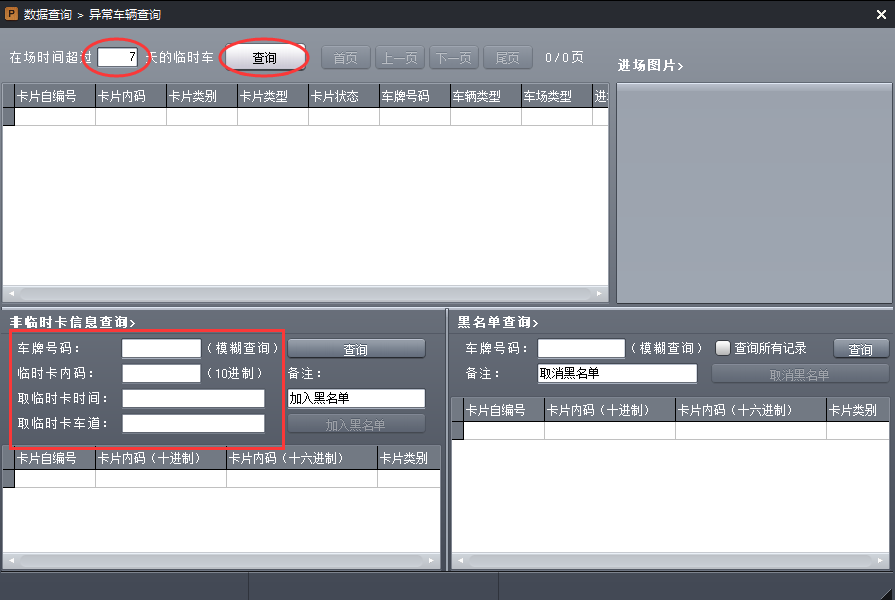 P 数据查询 > 异常车辆查询
在场时间超过 7 天的临时车 查询 首页 上一页 下一页 尾页 0/0页
进场图片>
卡片自编号 卡片内码 卡片类别 卡片类型 卡片状态 车牌号码 车辆类型 车场类型 进
非临时卡信息查询>
车牌号码： （模糊查询） 查询
临时卡内码： （10进制） 备注：
取临时卡时间： 加入黑名单
取临时卡车道： 加入黑名单
卡片自编号 卡片内码（十进制） 卡片内码（十六进制） 卡片类别
黑名单查询>
车牌号码： （模糊查询） 查询所有记录 查询
备注： 取消黑名单 取消黑名单
卡片自编号 卡片内码（十进制） 卡片内码（十六进制） 卡片类别